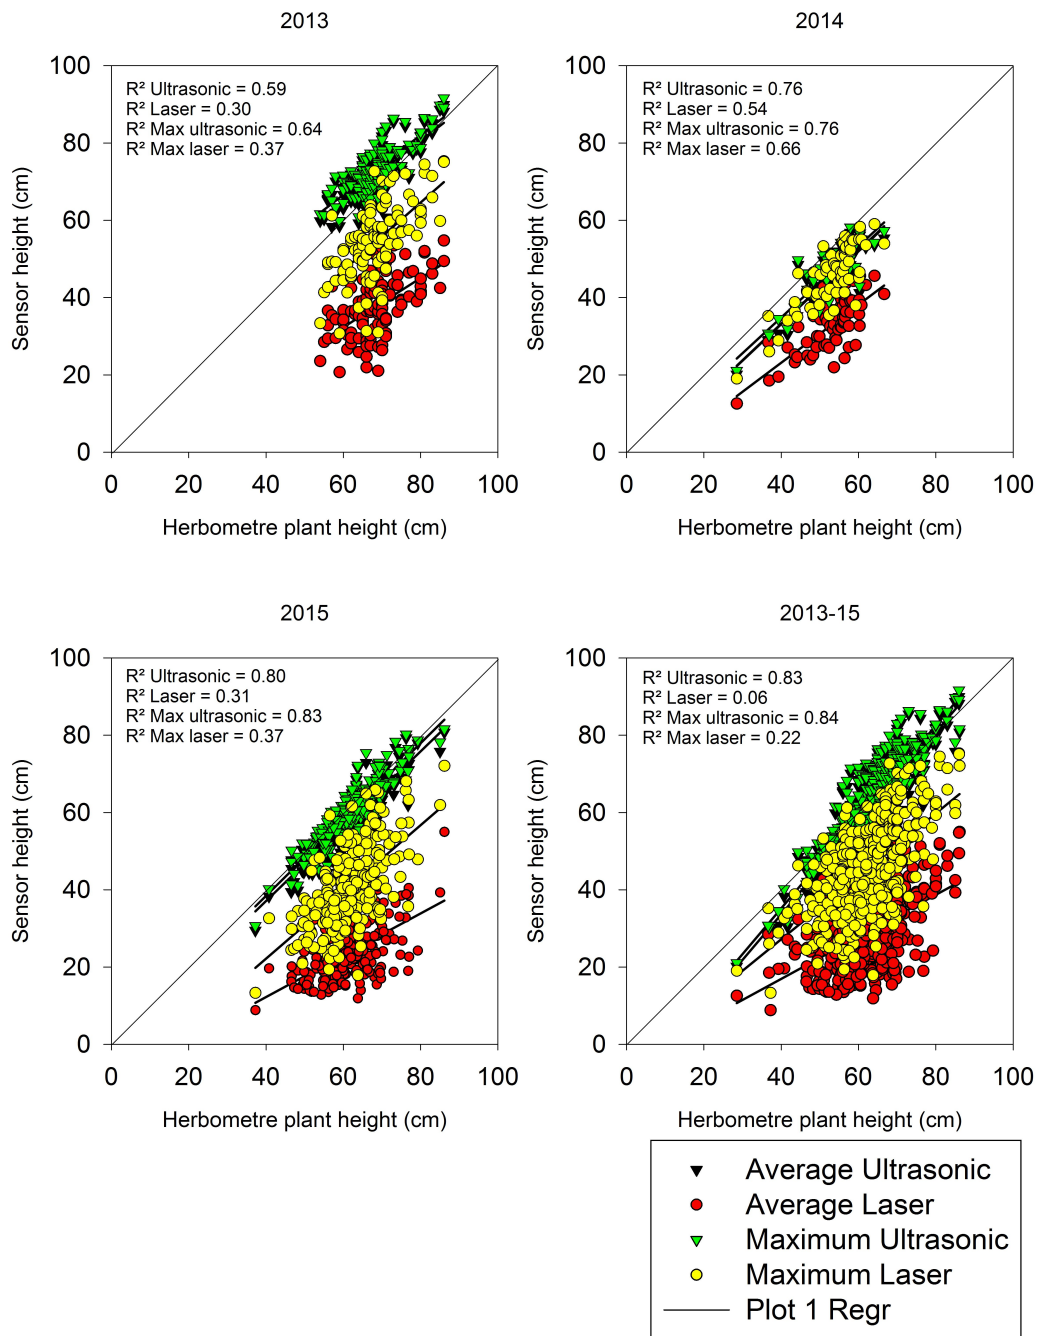 2013
R² Ultrasonic = 0.59
R² Laser = 0.30
R² Max ultrasonic = 0.64
R² Max laser = 0.37
100
80
60
40
20
0
Sensor height (cm)
0 20 40 60 80 100
Herbometre plant height (cm)
2014
R² Ultrasonic = 0.76
R² Laser = 0.54
R² Max ultrasonic = 0.76
R² Max laser = 0.66
100
80
60
40
20
0
Sensor height (cm)
0 20 40 60 80 100
Herbometre plant height (cm)
2015
R² Ultrasonic = 0.80
R² Laser = 0.31
R² Max ultrasonic = 0.83
R² Max laser = 0.37
100
80
60
40
20
0
Sensor height (cm)
0 20 40 60 80 100
Herbometre plant height (cm)
2013-15
R² Ultrasonic = 0.83
R² Laser = 0.06
R² Max ultrasonic = 0.84
R² Max laser = 0.22
100
80
60
40
20
0
Sensor height (cm)
0 20 40 60 80 100
Herbometre plant height (cm)
Average Ultrasonic
Average Laser
Maximum Ultrasonic
Maximum Laser
Plot 1 Regr